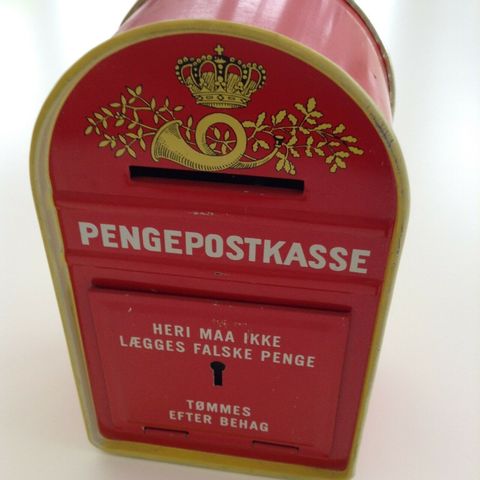 PENGEPOSTKASSE
HERI MAA IKKE
LÆGGES FALSKE PENGE
TØMMES
EFTER BEHAG